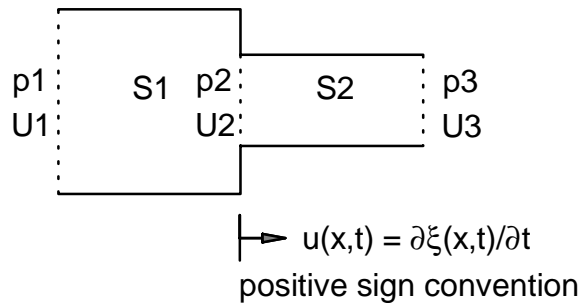 p1 S1 p2 S2 p3
U1 U2 U3
u(x,t) = ∂ξ(x,t)/∂t
positive sign convention